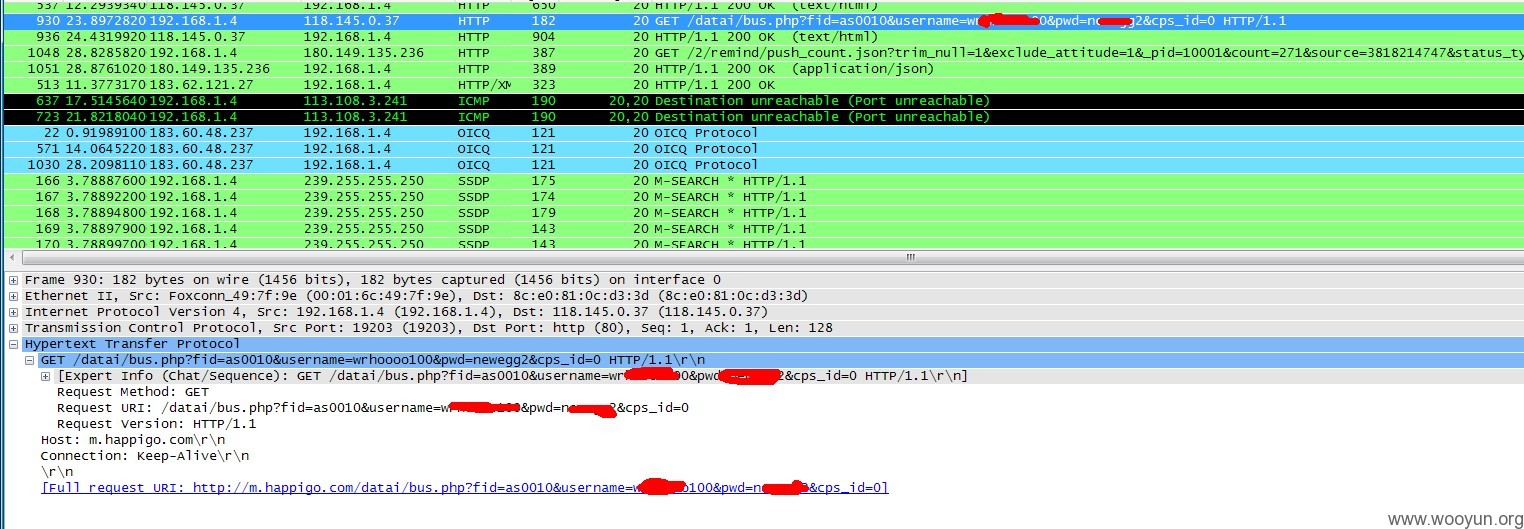 537 12.2939340 118.145.0.37 192.168.1.4 HTTP 650 20 HTTP/1.1 200 OK (text/html)
930 23.8972820 192.168.1.4 118.145.0.37 HTTP 182 20 GET /datai/bus.php?fid=as0010&username= &cps_id=0 HTTP/1.1
936 24.4319920 118.145.0.37 192.168.1.4 HTTP 904 20 HTTP/1.1 200 OK (text/html)
1048 28.8285820 192.168.1.4 180.149.135.236 HTTP 387 20 GET /2/remind/push_count.json?trim_null=1&exclude_attitude=1&_pid=10001&count=271&source=3818214747&status_ty
1051 28.8761020 180.149.135.236 192.168.1.4 HTTP 389 20 HTTP/1.1 200 OK (application/json)
513 11.3773170 183.62.121.27 192.168.1.4 HTTP/XM 323 20 HTTP/1.1 200 OK
637 17.5145640 192.168.1.4 113.108.3.241 ICMP 190 20,20 Destination unreachable (Port unreachable)
723 21.8218040 192.168.1.4 113.108.3.241 ICMP 190 20,20 Destination unreachable (Port unreachable)
22 0.91989100 183.60.48.237 192.168.1.4 OICQ 121 20 OICQ Protocol
571 14.0645220 183.60.48.237 192.168.1.4 OICQ 121 20 OICQ Protocol
1030 28.2098110 183.60.48.237 192.168.1.4 OICQ 121 20 OICQ Protocol
166 3.78887600 192.168.1.4 239.255.255.250 SSDP 175 20 M-SEARCH * HTTP/1.1
167 3.78892200 192.168.1.4 239.255.255.250 SSDP 174 20 M-SEARCH * HTTP/1.1
168 3.78894800 192.168.1.4 239.255.255.250 SSDP 179 20 M-SEARCH * HTTP/1.1
169 3.78897900 192.168.1.4 239.255.255.250 SSDP 143 20 M-SEARCH * HTTP/1.1
170 3.78899700 192.168.1.4 239.255.255.250 SSDP 143 20 M-SEARCH * HTTP/1.1
Frame 930: 182 bytes on wire (1456 bits), 182 bytes captured (1456 bits) on interface 0
Ethernet II, Src: Foxconn_49:7f:9e (00:01:6c:49:7f:9e), Dst: 8c:e0:81:0c:d3:3d (8c:e0:81:0c:d3:3d)
Internet Protocol Version 4, Src: 192.168.1.4 (192.168.1.4), Dst: 118.145.0.37 (118.145.0.37)
Transmission Control Protocol, Src Port: 19203 (19203), Dst Port: http (80), Seq: 1, Ack: 1, Len: 128
Hypertext Transfer Protocol
GET /datai/bus.php?fid=as0010&username=wrhoooo100&pwd=newegg2&cps_id=0 HTTP/1.1\r\n
[Expert Info (Chat/Sequence): GET /datai/bus.php?fid=as0010&username= &cps_id=0 HTTP/1.1\r\n]
Request Method: GET
Request URI: /datai/bus.php?fid=as0010&username= &cps_id=0
Request Version: HTTP/1.1
Host: m.happigo.com\r\n
Connection: Keep-Alive\r\n
\r\n
[Full request URI: http://m.happigo.com/datai/bus.php?fid=as0010&username= &cps_id=0]
www.wooyun.org